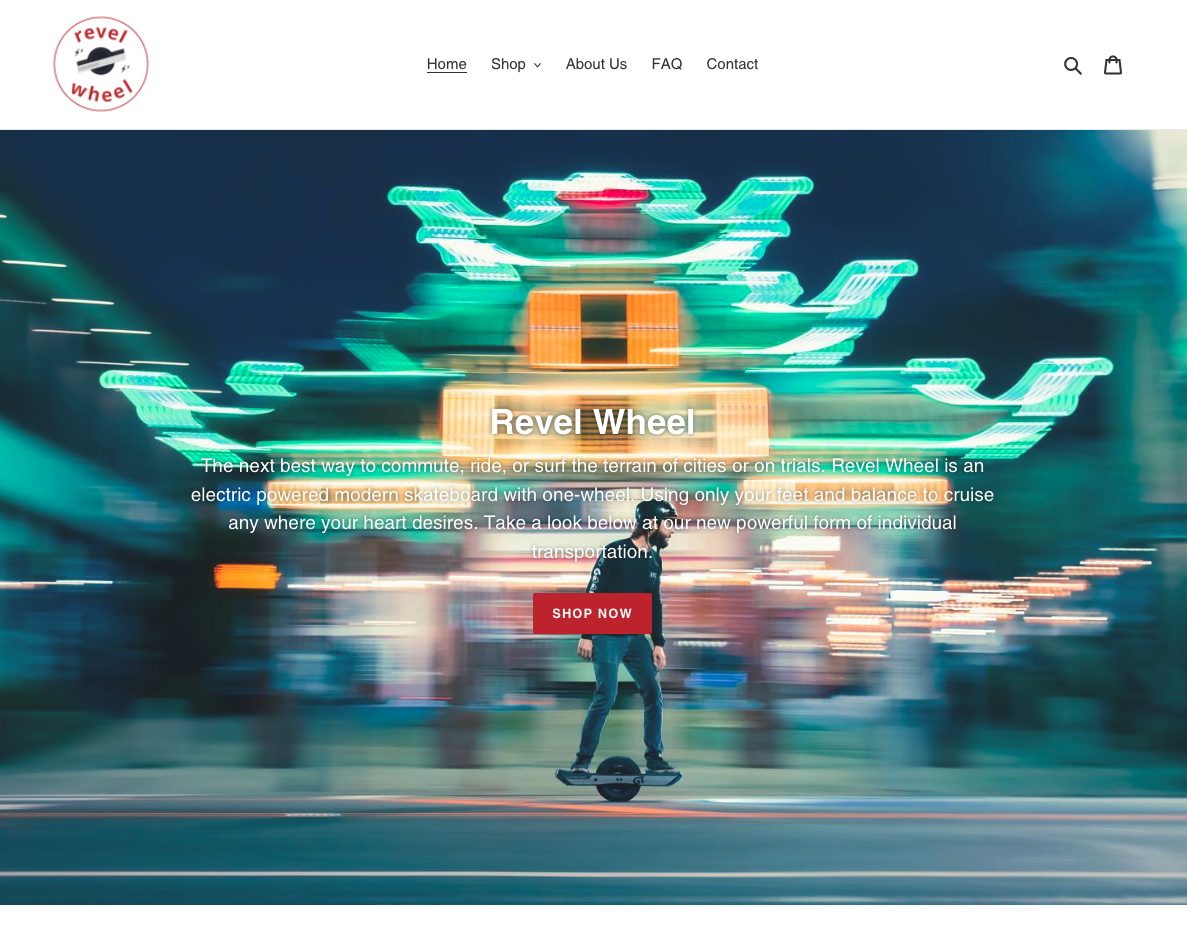 revel
wheel
Home Shop About Us FAQ Contact
Revel Wheel
The next best way to commute, ride, or surf the terrain of cities or on trials. Revel Wheel is an
electric powered modern skateboard with one-wheel. Using only your feet and balance to cruise
any where your heart desires. Take a look below at our new powerful form of individual
transportation.
SHOP NOW